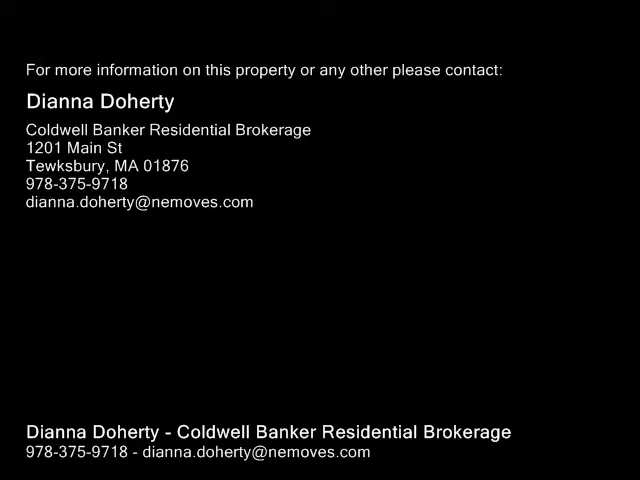 For more information on this property or any other please contact:
Dianna Doherty
Coldwell Banker Residential Brokerage
1201 Main St
Tewksbury, MA 01876
978-375-9718
dianna.doherty@nemoves.com
Dianna Doherty - Coldwell Banker Residential Brokerage
978-375-9718 - dianna.doherty@nemoves.com